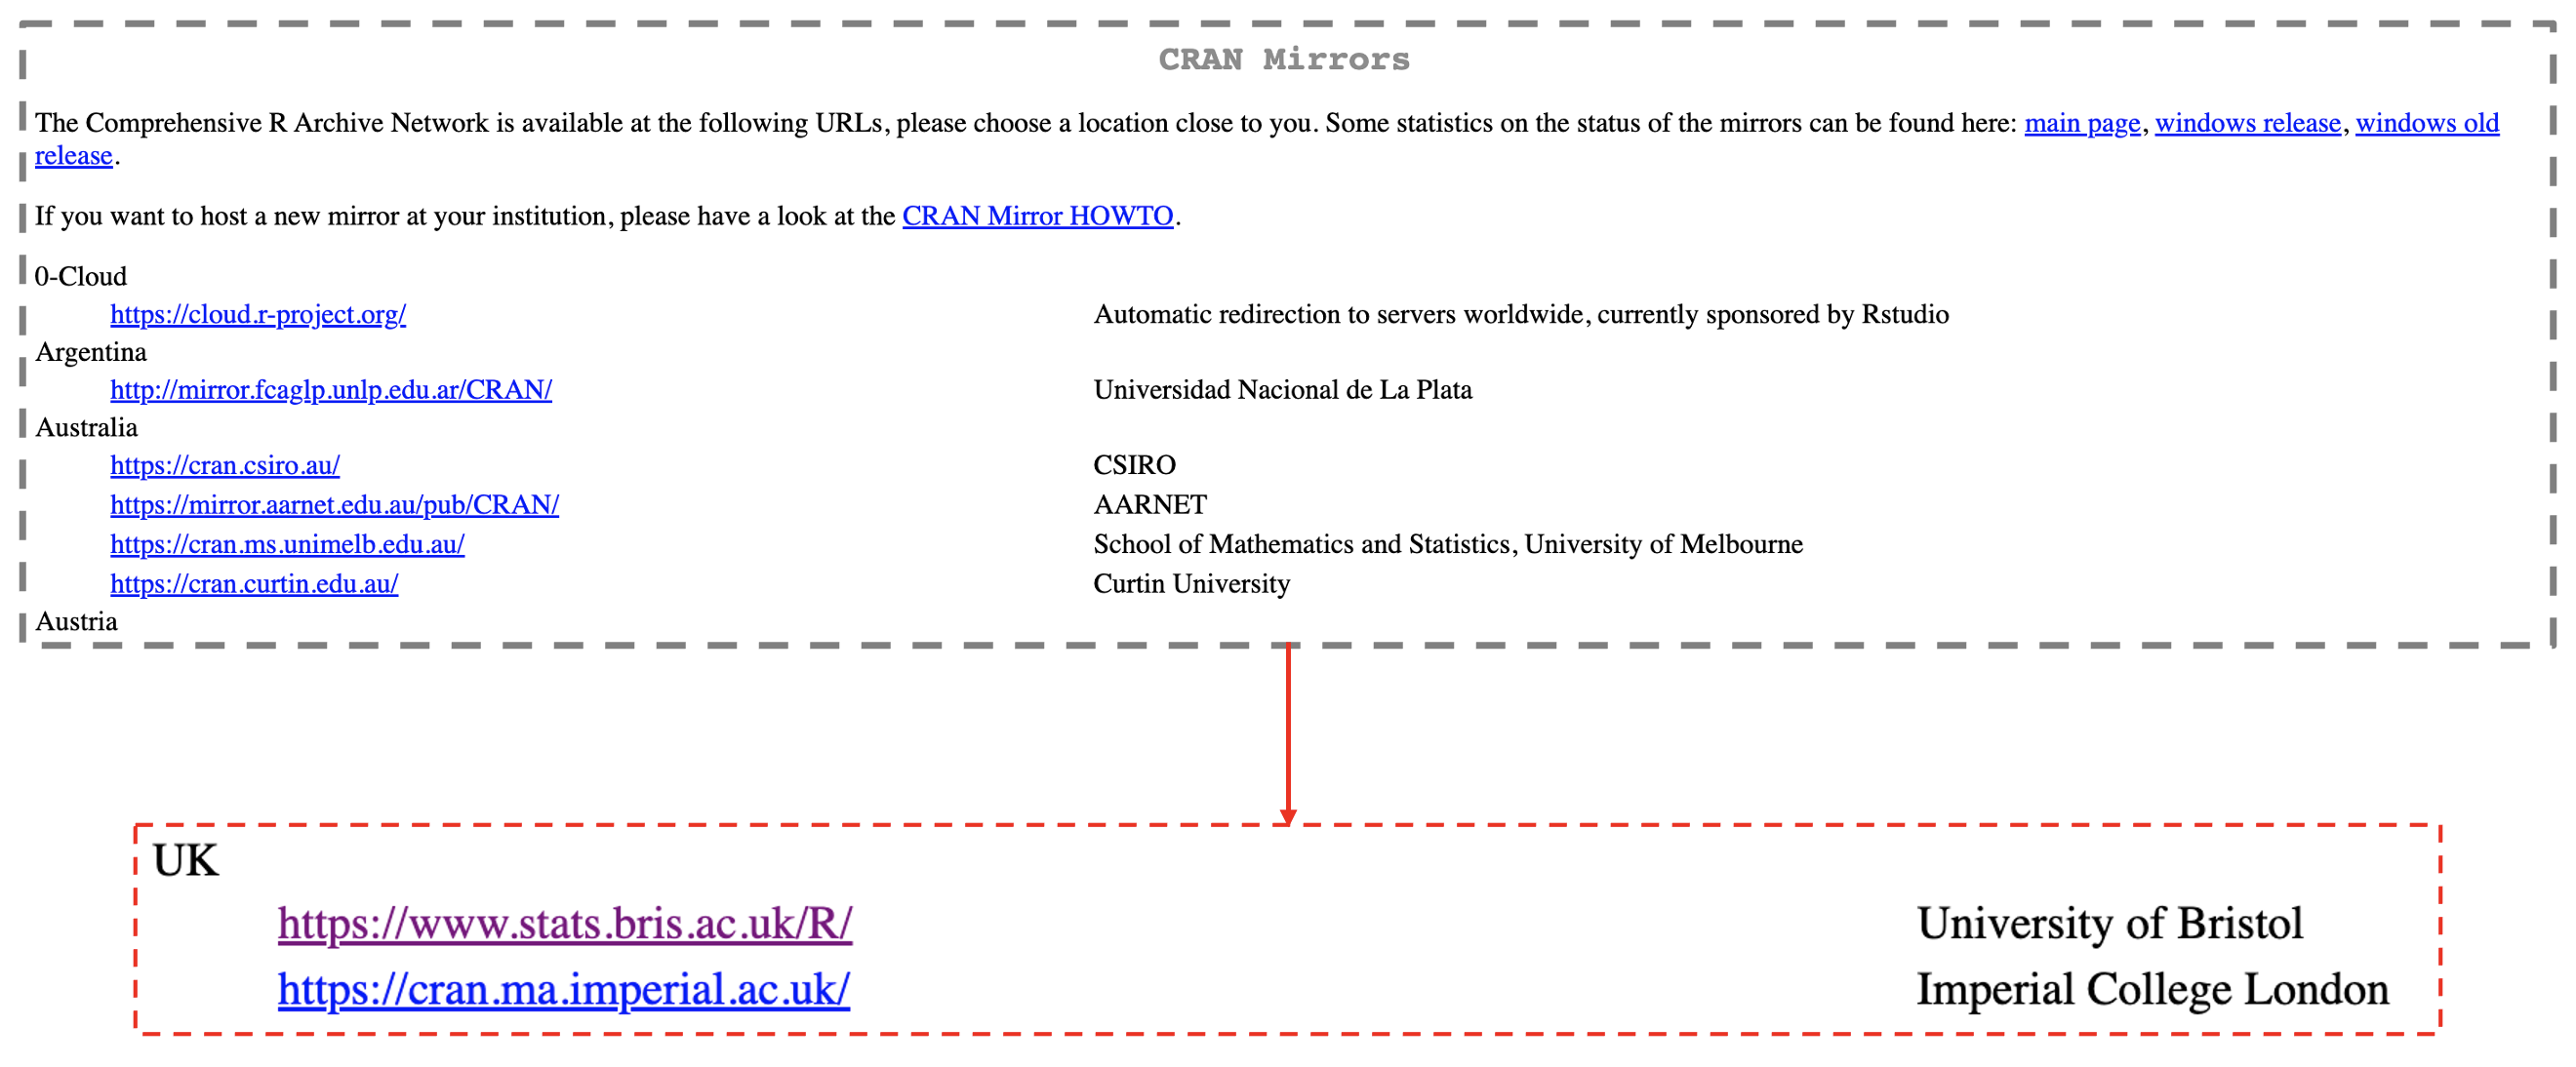 CRAN Mirrors
The Comprehensive R Archive Network is available at the following URLs, please choose a location close to you. Some statistics on the status of the mirrors can be found here: main page, windows release, windows old
release.
If you want to host a new mirror at your institution, please have a look at the CRAN Mirror HOWTO.
0-Cloud
https://cloud.r-project.org/ Automatic redirection to servers worldwide, currently sponsored by Rstudio
Argentina
http://mirror.fcaglp.unlp.edu.ar/CRAN/ Universidad Nacional de La Plata
Australia
https://cran.csiro.au/ CSIRO
https://mirror.aarnet.edu.au/pub/CRAN/ AARNET
https://cran.ms.unimelb.edu.au/ School of Mathematics and Statistics, University of Melbourne
https://cran.curtin.edu.au/ Curtin University
Austria
UK
https://www.stats.bris.ac.uk/R/ University of Bristol
https://cran.ma.imperial.ac.uk/ Imperial College London